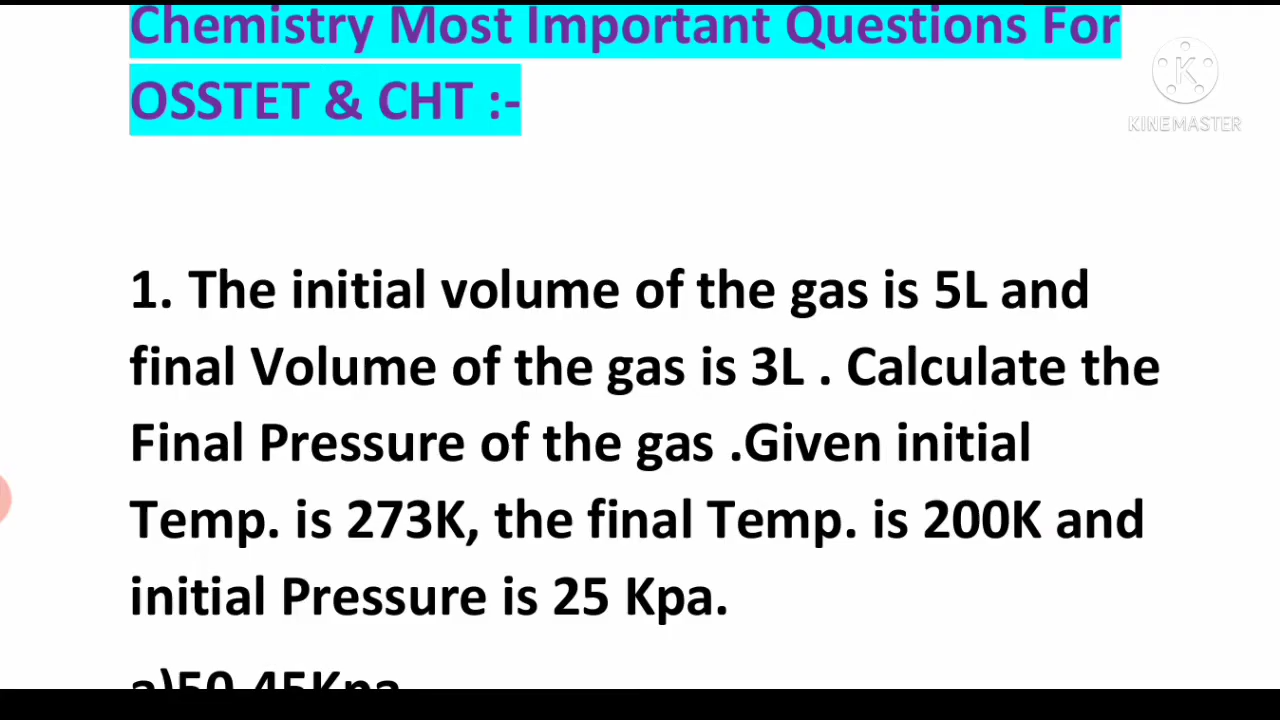 Chemistry Most Important Questions For
OSSTET & CHT :-
K
KINEMASTER
1. The initial volume of the gas is 5L and
final Volume of the gas is 3L . Calculate the
Final Pressure of the gas .Given initial
Temp. is 273K, the final Temp. is 200K and
initial Pressure is 25 Kpa.
a)50.45Kpa